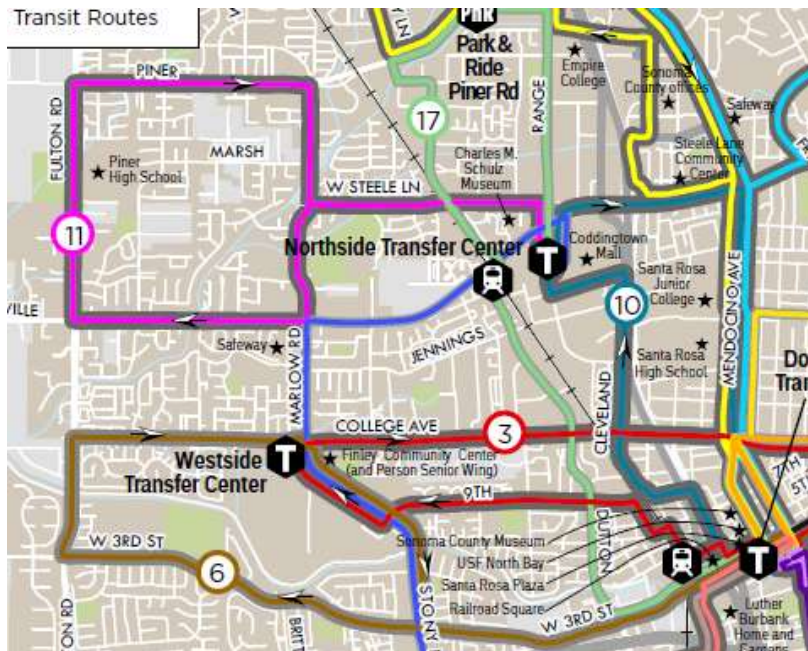 Transit Routes
PINER
FULTON RD
Piner
High School
MARSH
11
Park &
Ride
Piner Rd
17
RANGE
Empire
College
Sonoma
County offices
Safeway
Steele Lane
Community
Center
Charles M.
Schulz
Museum
W STEELE LN
Northside Transfer Center
T
Coddingtown
Mall
Santa Rosa
Junior
College
10
MENDOCINO AVE
Santa Rosa
High School
JENNINGS
Safeway
MARLOW RD
CLEVELAND
COLLEGE AVE
3
Westside
Transfer Center
T
Finley Community Center
(and Person Senior Wing)
9TH
7TH
W 3RD ST
6
Sonoma County Museum
USF North Bay
Santa Rosa Plaza
Railroad Square
DUTTON
T
W 3RD ST
STONY
Luther
Burbank
Home and
Gardens